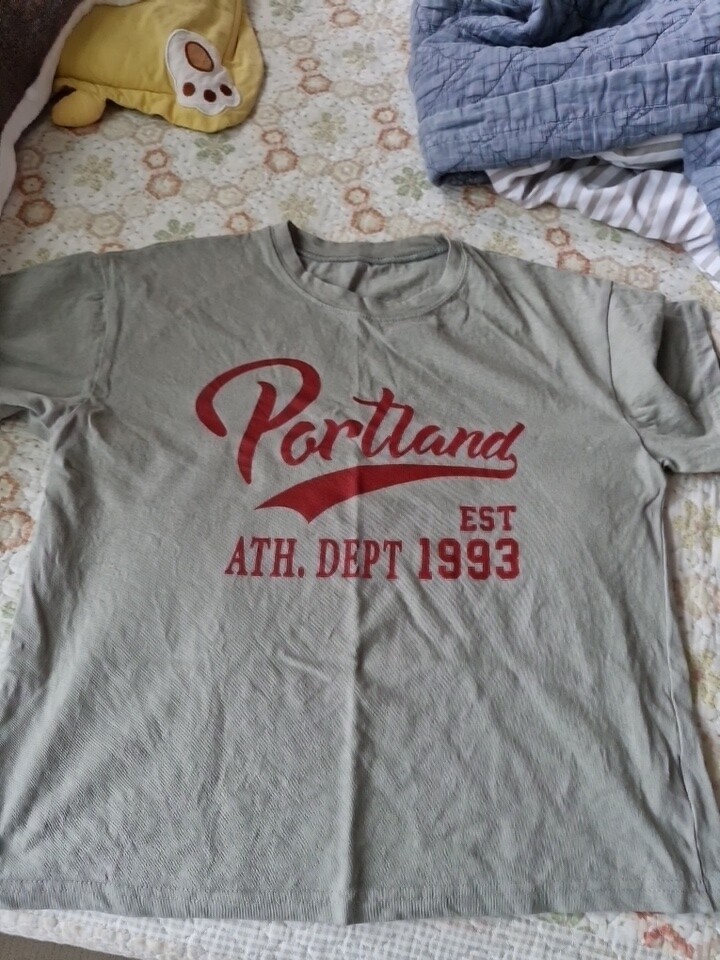 Portland
EST
ATH. DEPT 1993